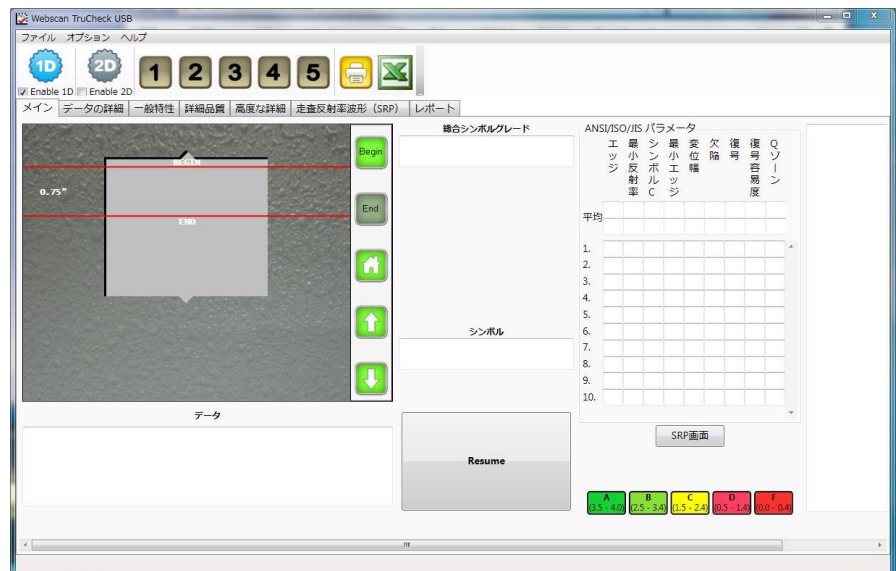 Webscan TruCheck USB
ファイル オプション ヘルプ
1D 2D 1 2 3 4 5
Enable 1D Enable 2D
メイン データの詳細 一般特性 詳細品質 高度な詳細 走査反射率波形（SRP） レポート
BEGIN
0.75"
END
Begin
End
総合シンボルグレード
シンボル
データ
Resume
ANSI/ISO/JIS パラメータ
エッジ
最小反射率
シンボルC
最小エッジ
変位幅
欠陥
復号
復号容易度
Qゾーン
平均
1.
2.
3.
4.
5.
6.
7.
8.
9.
10.
SRP画面
A
(3.5 - 4.0)
B
(2.5 - 3.4)
C
(1.5 - 2.4)
D
(0.5 - 1.4)
F
(0.0 - 0.4)